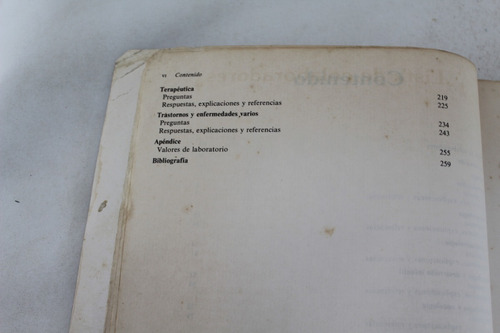 vi Contenido
Terapéutica
Preguntas 219
Respuestas, explicaciones y referencias 225
Trastornos y enfermedades varios
Preguntas 234
Respuestas, explicaciones y referencias 243
Apéndice
Valores de laboratorio 255
Bibliografía 259